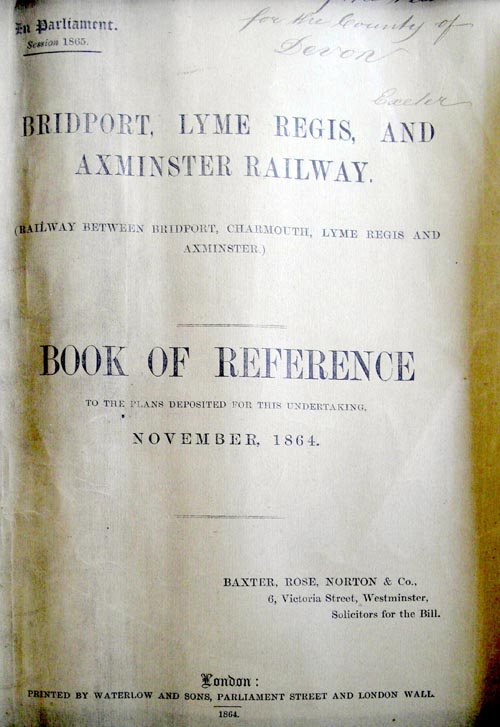 In Parliament.
Session 1865.
for the County of
Devon
Exeter
BRIDPORT, LYME REGIS, AND
AXMINSTER RAILWAY.
(RAILWAY BETWEEN BRIDPORT, CHARMOUTH, LYME REGIS AND
AXMINSTER.)
BOOK OF REFERENCE
TO THE PLANS DEPOSITED FOR THIS UNDERTAKING,
NOVEMBER, 1864.
BAXTER, ROSE, NORTON & Co.,
6, Victoria Street, Westminster,
Solicitors for the Bill.
London:
PRINTED BY WATERLOW AND SONS, PARLIAMENT STREET AND LONDON WALL.
1864.